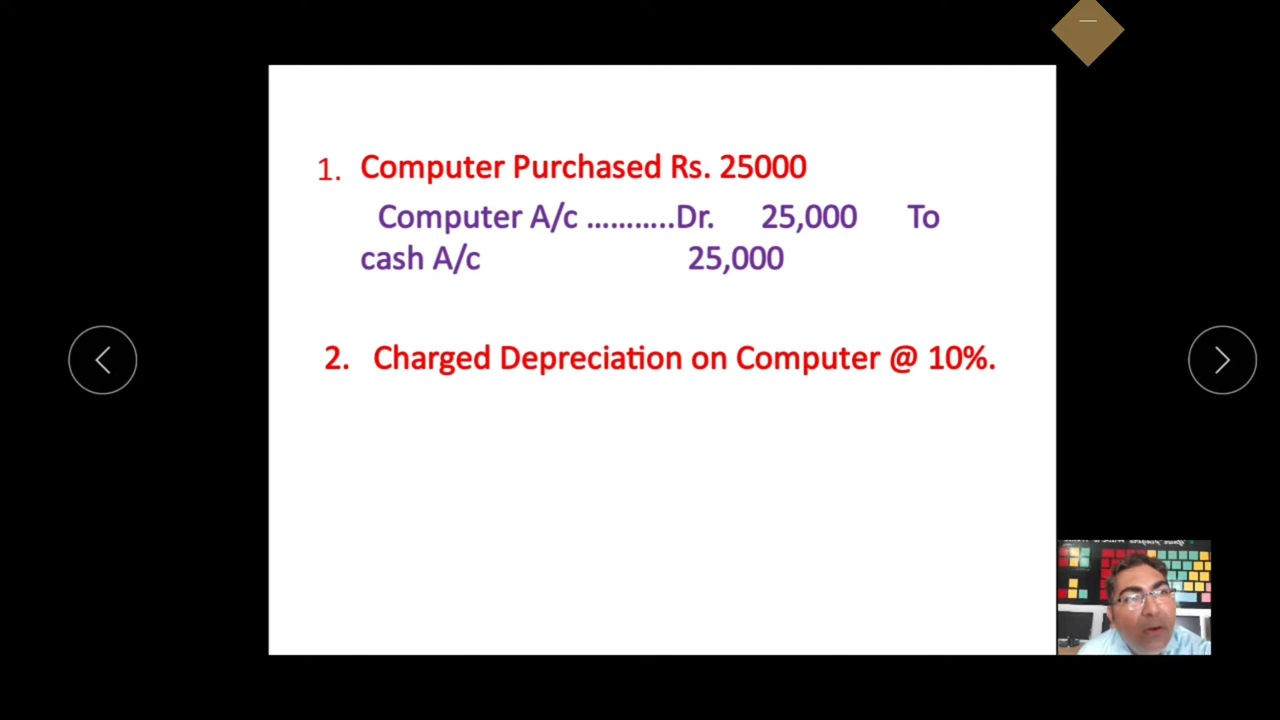 1. Computer Purchased Rs. 25000
Computer A/c ………..Dr. 25,000 To
cash A/c 25,000
2. Charged Depreciation on Computer @ 10%.